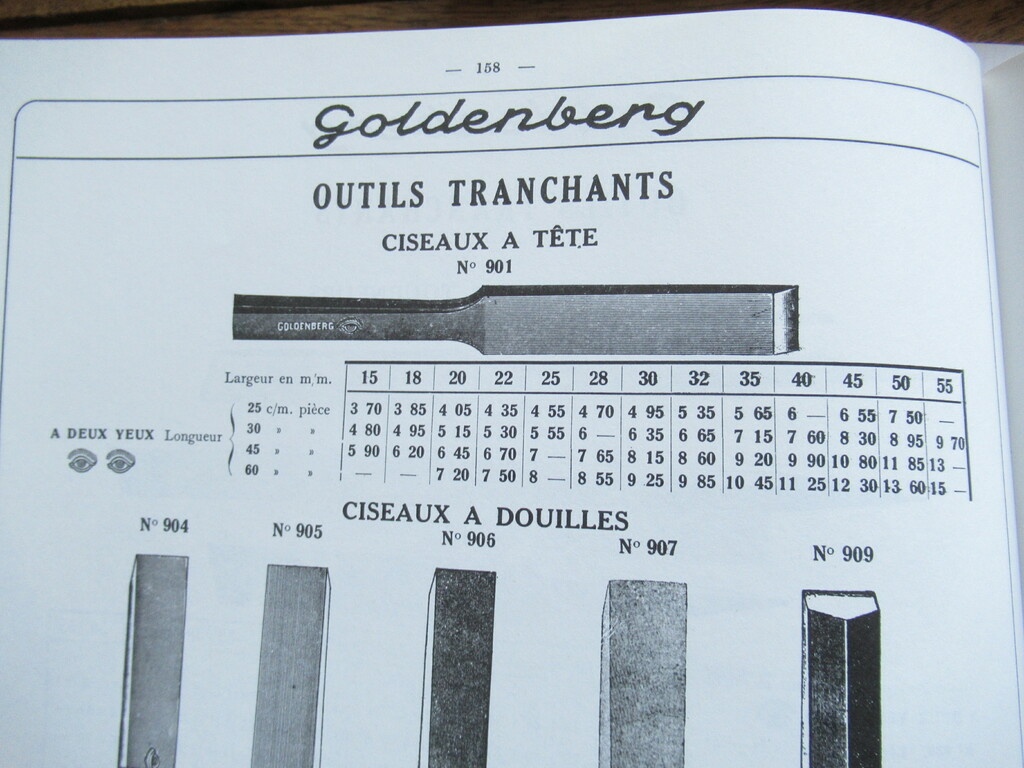 — 158 —
Goldenberg
OUTILS TRANCHANTS
CISEAUX A TÊTE
Nº 901
GOLDENBERG
Largeur en m/m. 15 18 20 22 25 28 30 32 35 40 45 50 55
25 c/m. pièce 3 70 3 85 4 05 4 35 4 55 4 70 4 95 5 35 5 65 6 — 6 55 7 50 —
30 » » 4 80 4 95 5 15 5 30 5 55 6 — 6 35 6 65 7 15 7 60 8 30 8 95 9 70
A DEUX YEUX Longueur
45 » » 5 90 6 20 6 45 6 70 7 — 7 65 8 15 8 60 9 20 9 90 10 80 11 85 13 —
60 » » — — 7 20 7 50 8 — 8 55 9 25 9 85 10 45 11 25 12 30 13 60 15 —
CISEAUX A DOUILLES
Nº 904 Nº 905 Nº 906 Nº 907 Nº 909